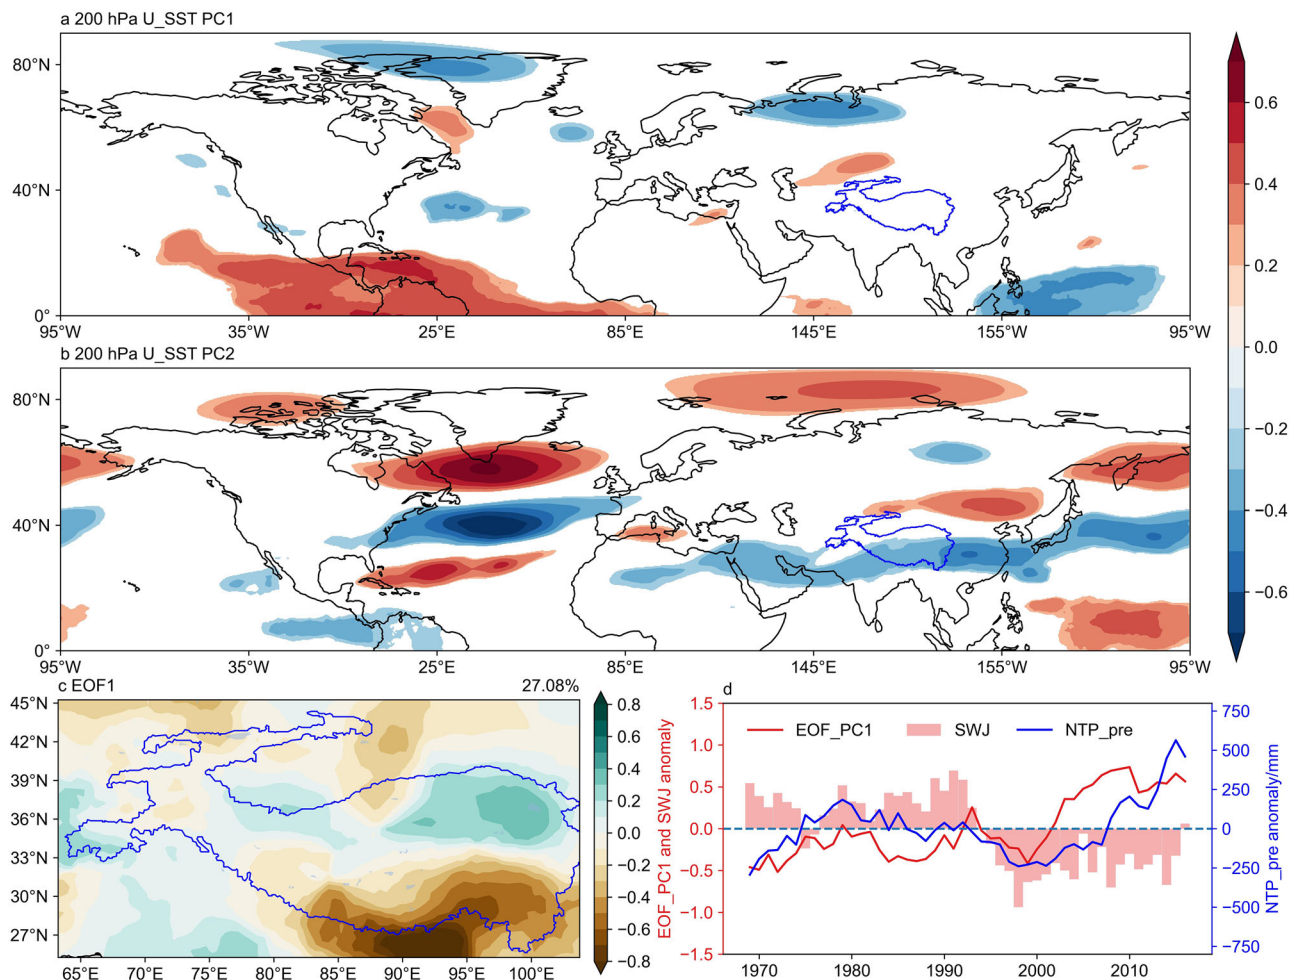 a 200 hPa U_SST PC1
80°N
40°N
0°
95°W 35°W 25°E 85°E 145°E 155°W 95°W
b 200 hPa U_SST PC2
80°N
40°N
0°
95°W 35°W 25°E 85°E 145°E 155°W 95°W
0.6
0.4
0.2
0.0
−0.2
−0.4
−0.6
c EOF1 27.08%
45°N
42°N
39°N
36°N
33°N
30°N
27°N
65°E 70°E 75°E 80°E 85°E 90°E 95°E 100°E
0.8
0.6
0.4
0.2
0.0
−0.2
−0.4
−0.6
−0.8
d
EOF_PC1 and SWJ anomaly
1.5
1.0
0.5
0.0
−0.5
−1.0
−1.5
EOF_PC1 SWJ NTP_pre
1970 1980 1990 2000 2010
750
500
250
0
−250
−500
−750
NTP_pre anomaly/mm